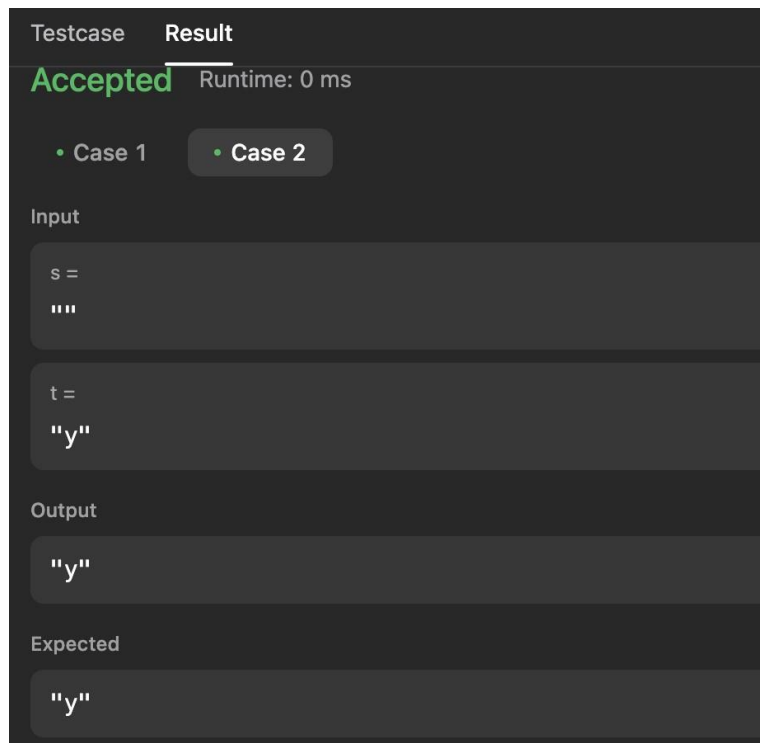 Testcase Result
Accepted Runtime: 0 ms
• Case 1 • Case 2
Input
s =
""
t =
"y"
Output
"y"
Expected
"y"